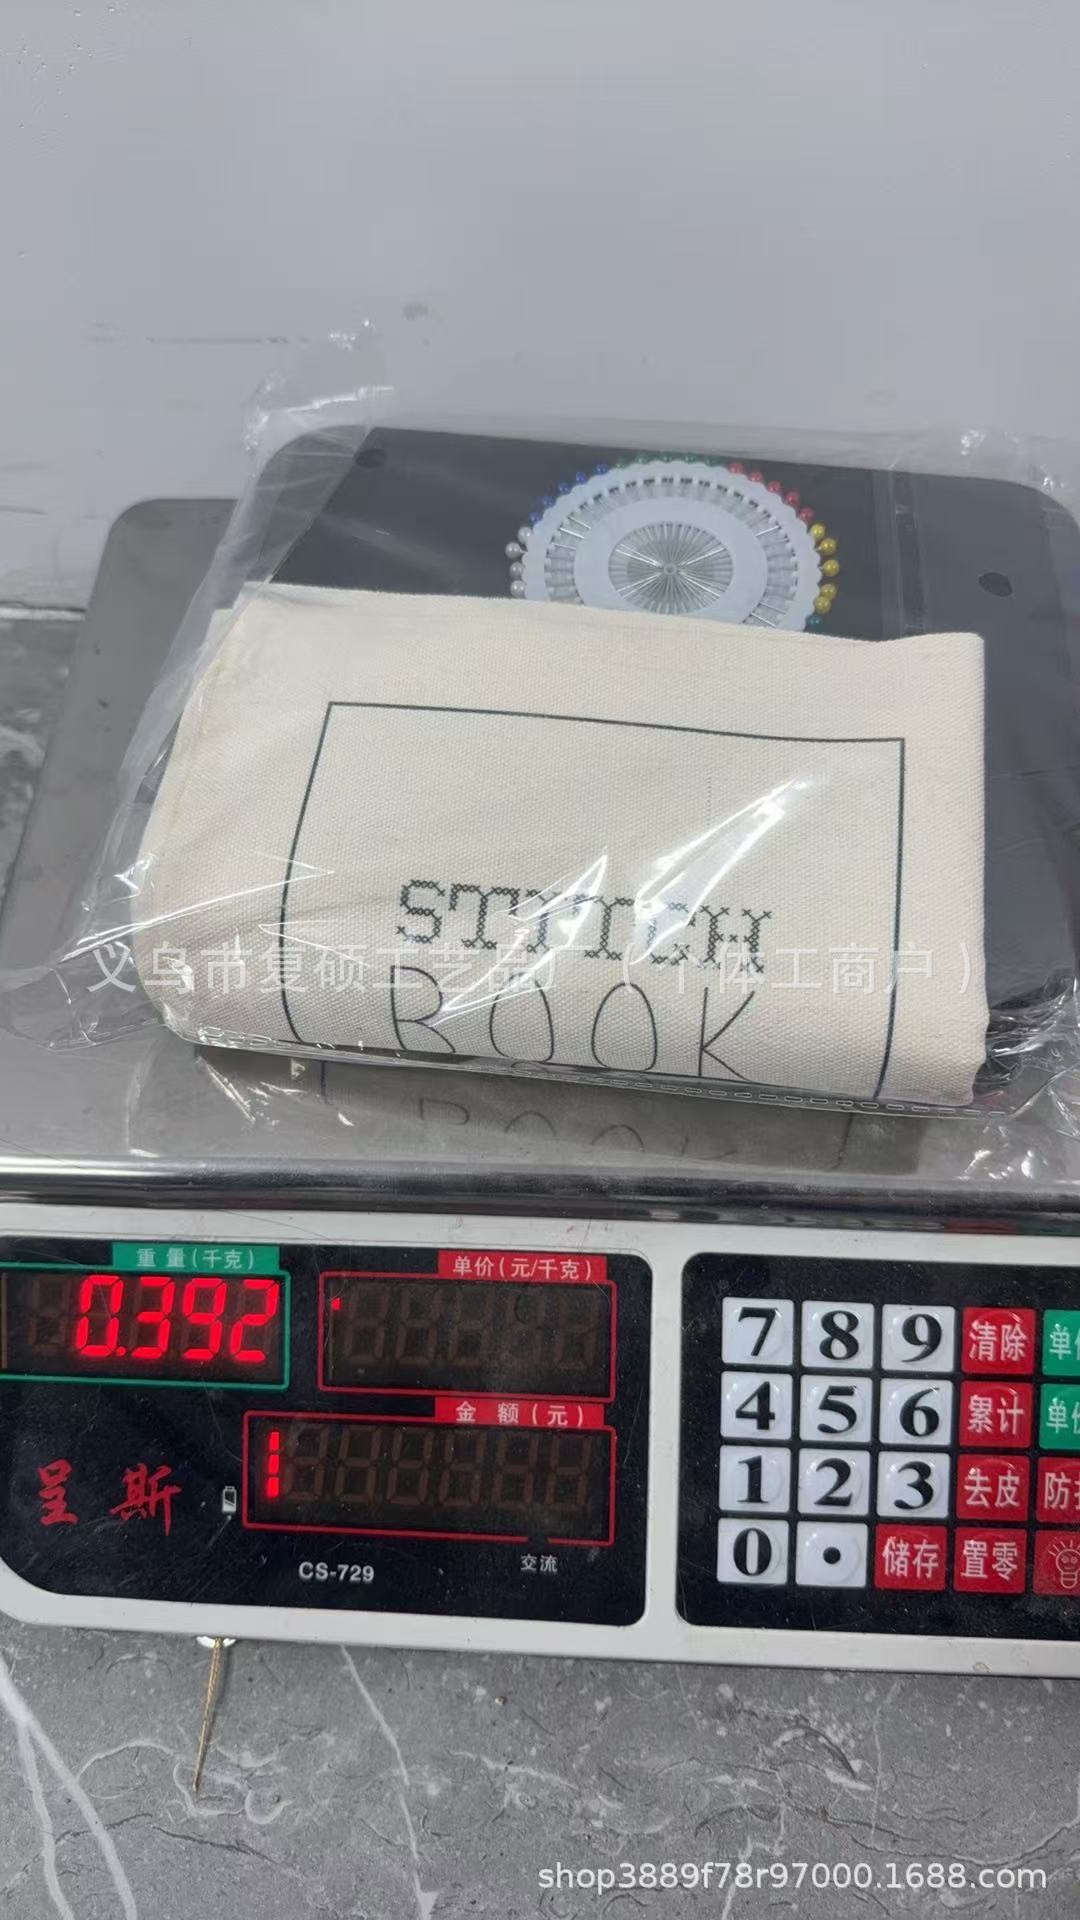 STITCH
BOOK
义乌市复硕工艺品厂（个体工商户）
重量(千克)
0.392
单价(元/千克)
金额(元)
呈斯
CS-729
交流
7 8 9 清除
4 5 6 累计
1 2 3 去皮
0 . 储存 置零
shop3889f78r97000.1688.com